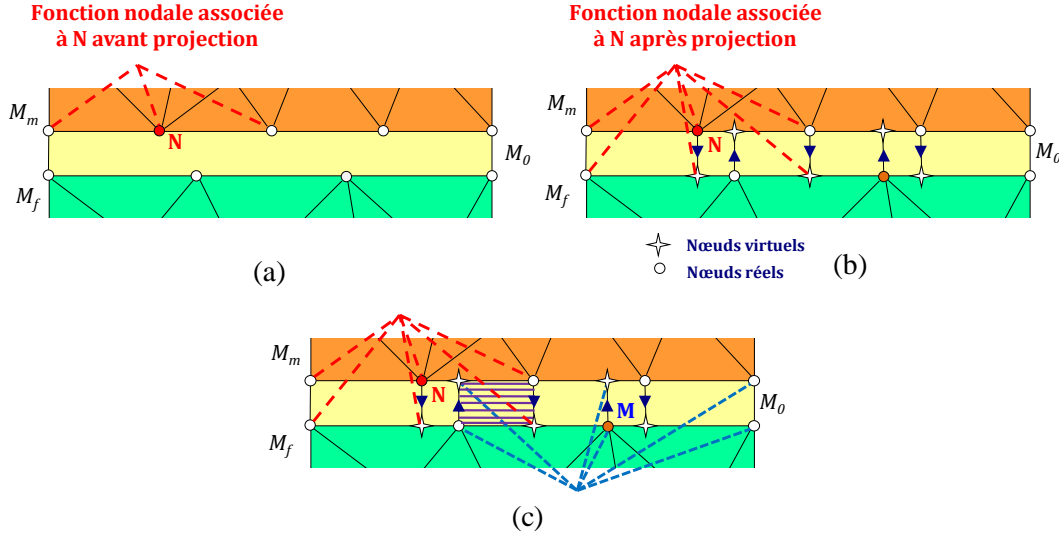 Fonction nodale associée
à N avant projection
Fonction nodale associée
à N après projection
M_m
N
M_0
M_f
M_m
N
M_0
M_f
Nœuds virtuels
Nœuds réels
(a)
(b)
M_m
N
M
M_0
M_f
(c)